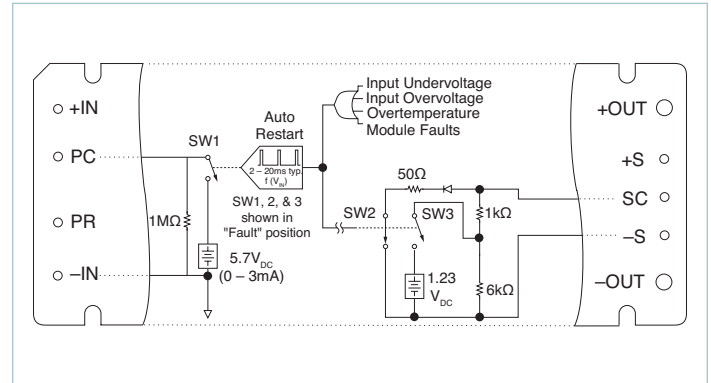 +IN
PC
PR
–IN
1MΩ
SW1
5.7V_DC
(0 – 3mA)
Auto
Restart
2 – 20ms typ.
f (V_IN)
SW1, 2, & 3
shown in
"Fault" position
Input Undervoltage
Input Overvoltage
Overtemperature
Module Faults
50Ω
SW2
SW3
1kΩ
1.23
V_DC
6kΩ
+OUT
+S
SC
–S
–OUT